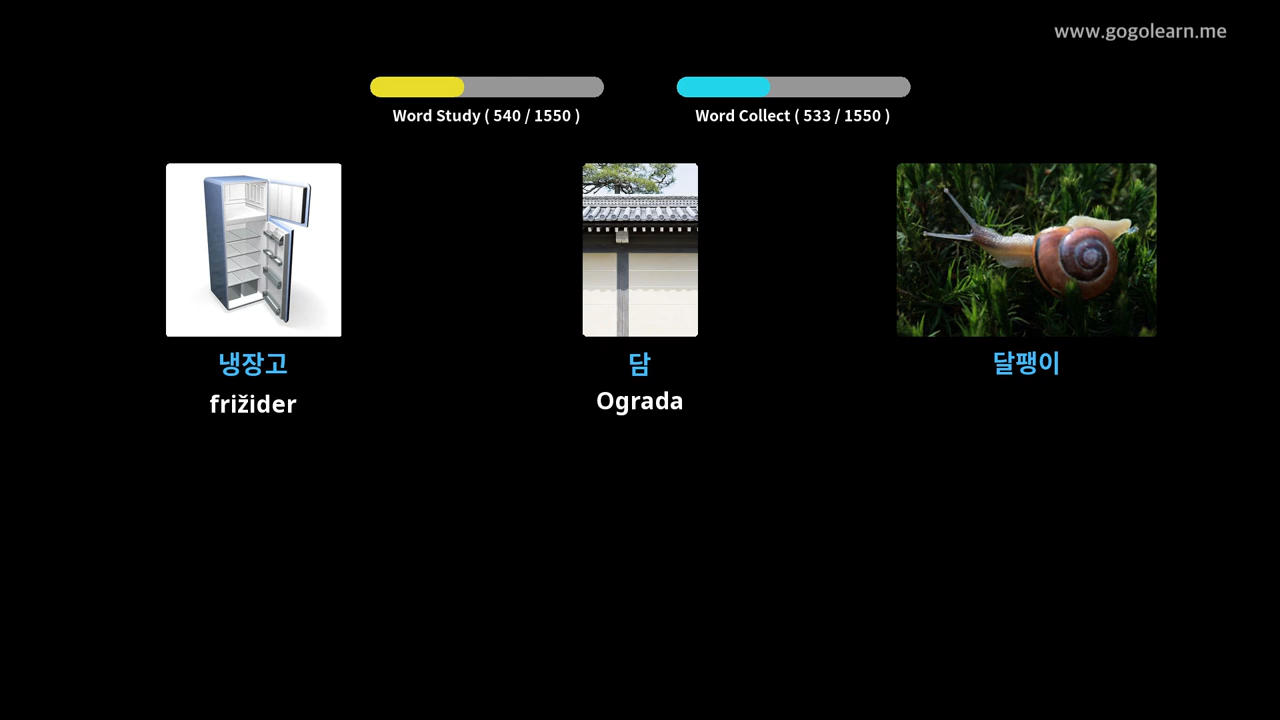 www.gogolearn.me
Word Study ( 540 / 1550 )
Word Collect ( 533 / 1550 )
냉장고
담
달팽이
frižider
Ograda